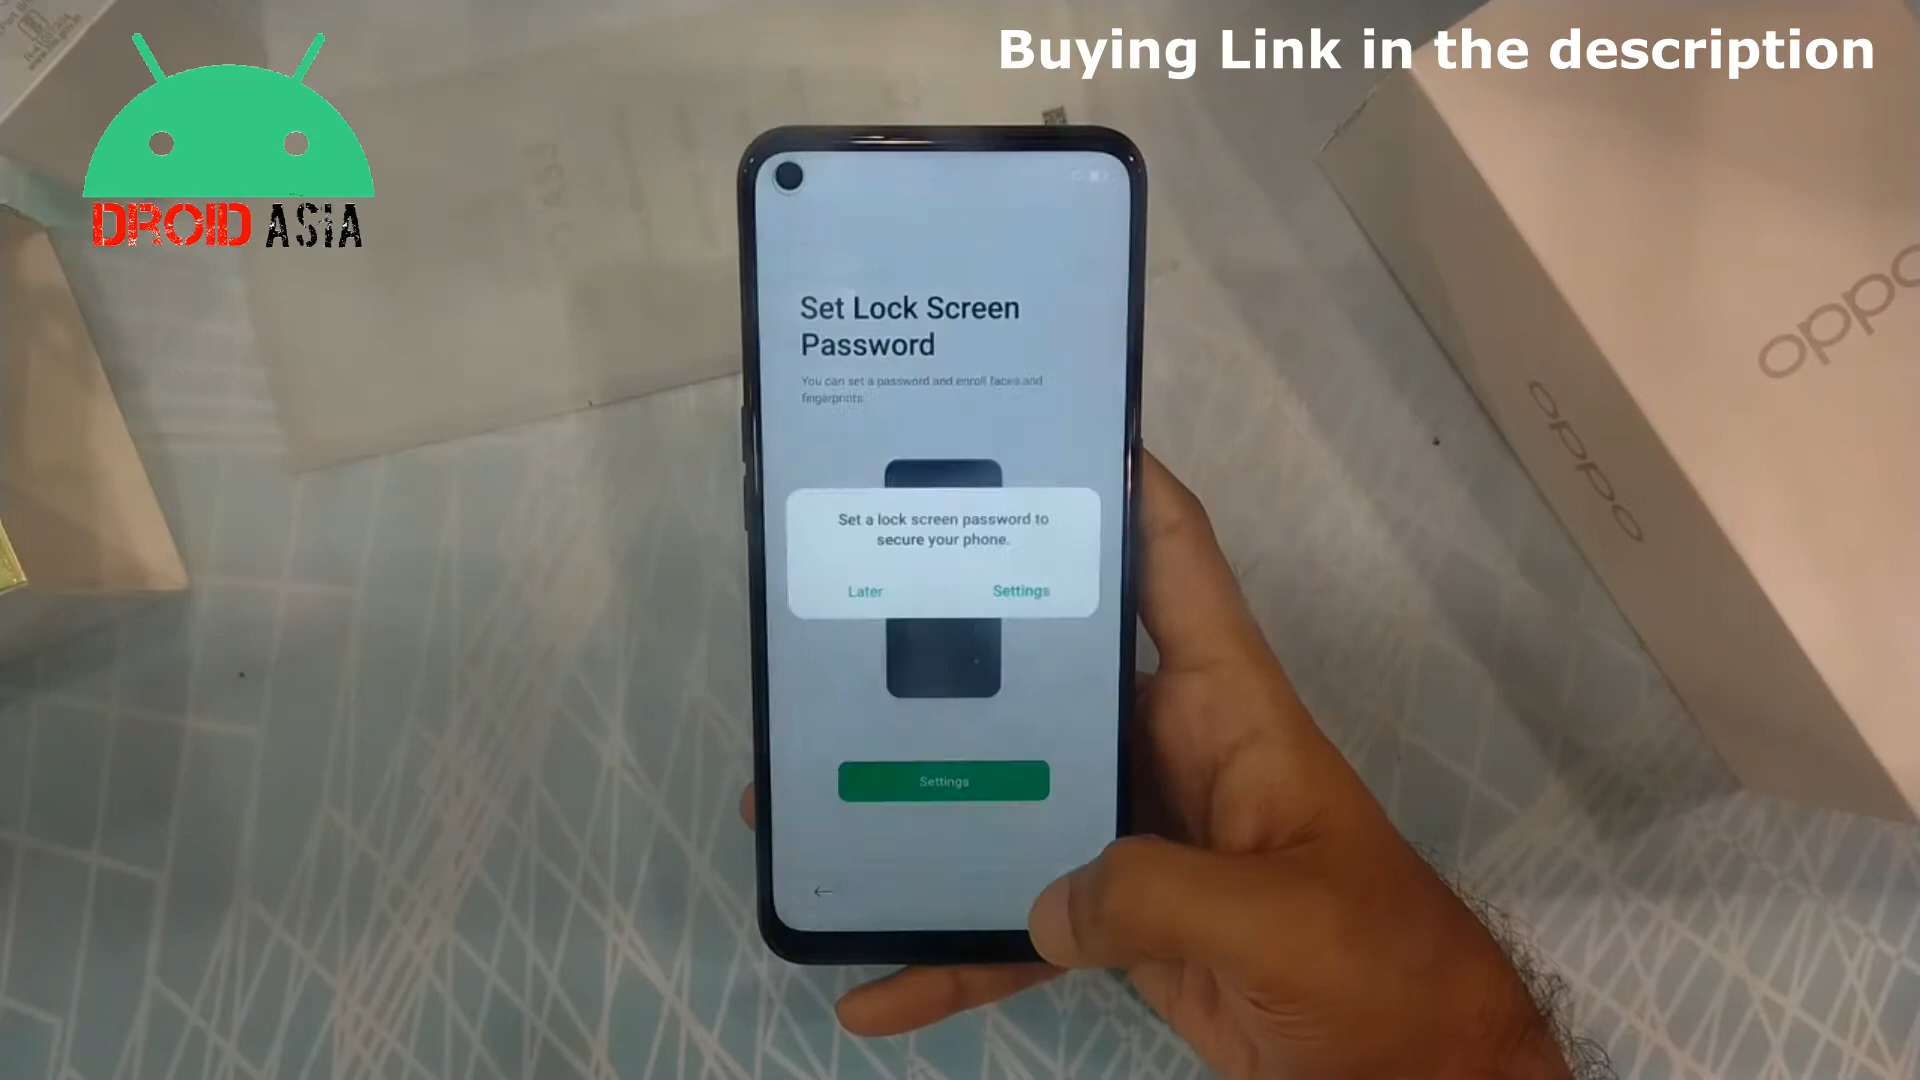 Buying Link in the description
DROID ASIA
oppo
oppo
Set Lock Screen
Password
You can set a password and enroll faces and
fingerprints.
Set a lock screen password to
secure your phone.
Later
Settings
Settings